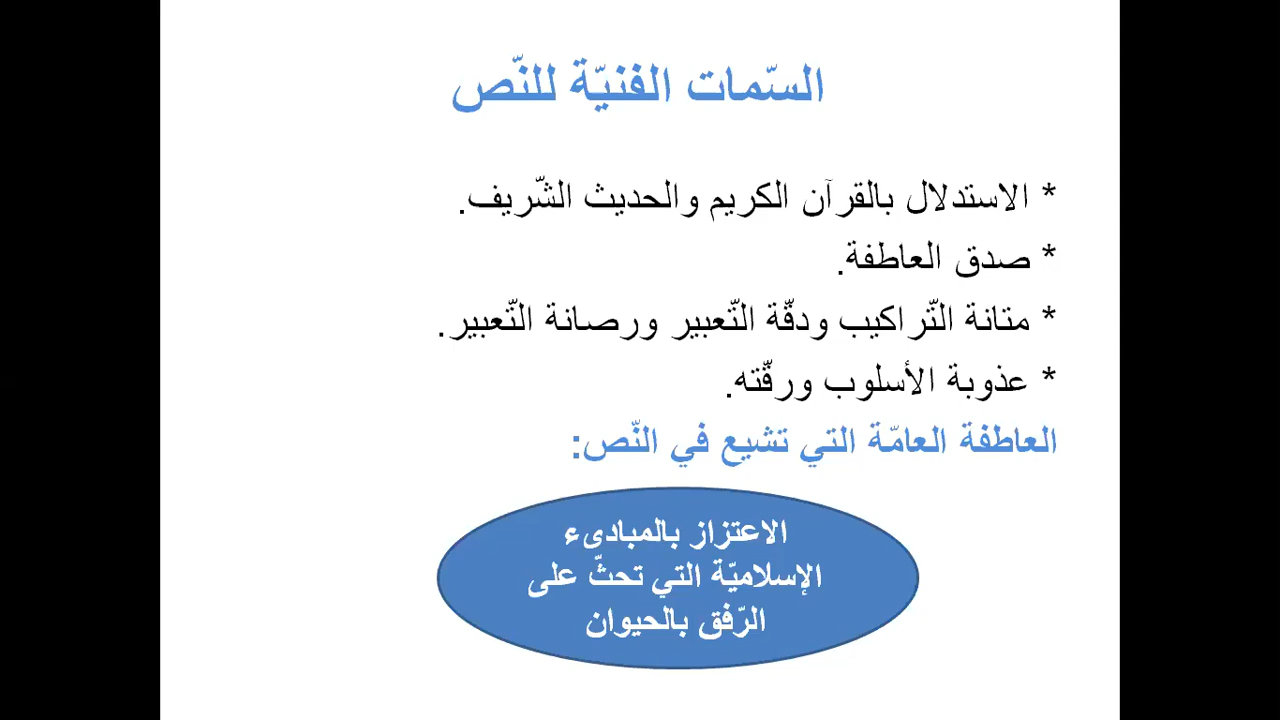 السّمات الفنيّة للنّص
* الاستدلال بالقرآن الكريم والحديث الشّريف.
* صدق العاطفة.
* متانة التّراكيب ودقّة التّعبير ورصانة التّعبير.
* عذوبة الأسلوب ورقّته.
العاطفة العامّة التي تشيع في النّص:
الاعتزاز بالمبادىء
الإسلاميّة التي تحثّ على
الرّفق بالحيوان